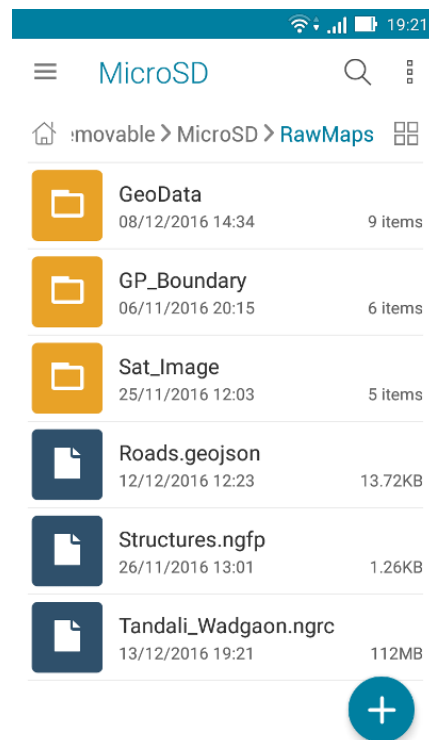 19:21
MicroSD
emovable > MicroSD > RawMaps
GeoData
08/12/2016 14:34 9 items
GP_Boundary
06/11/2016 20:15 6 items
Sat_Image
25/11/2016 12:03 5 items
Roads.geojson
12/12/2016 12:23 13.72KB
Structures.ngfp
26/11/2016 13:01 1.26KB
Tandali_Wadgaon.ngrc
13/12/2016 19:21 112MB